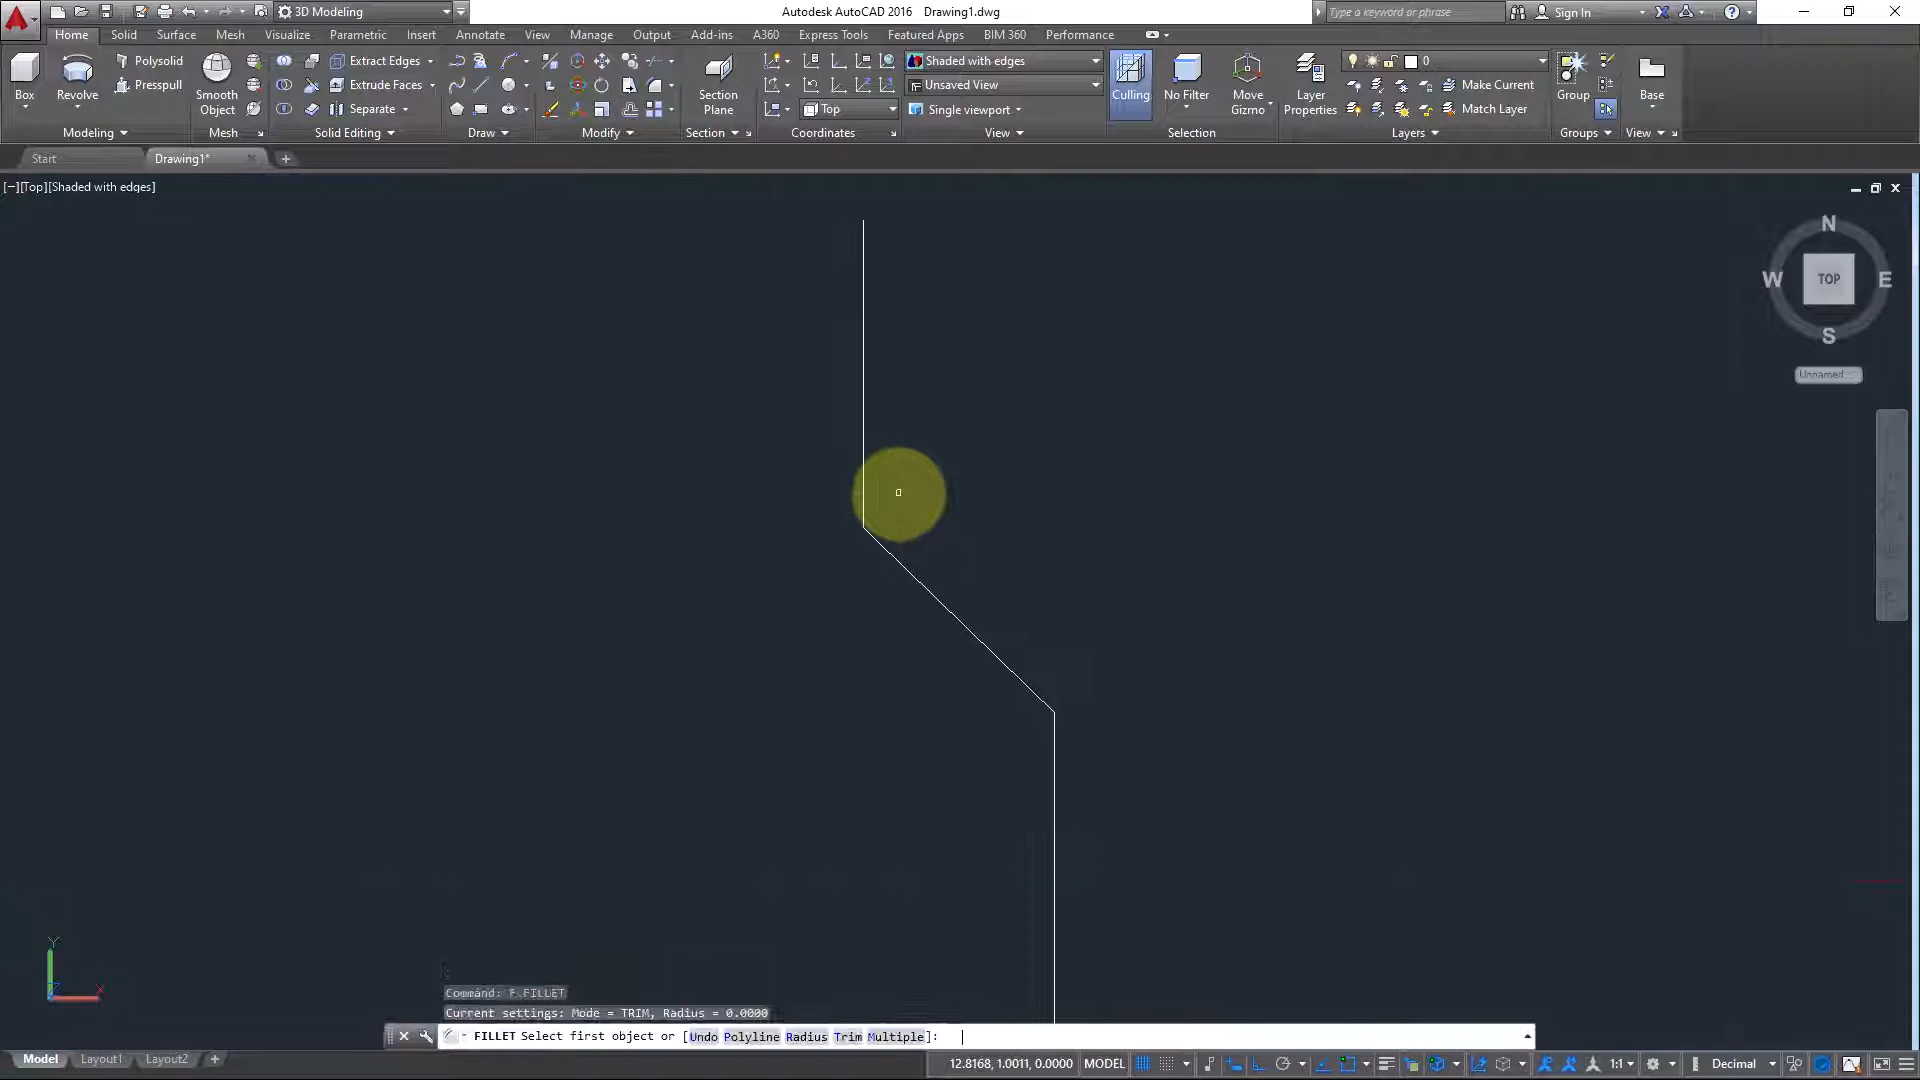 3D Modeling
Autodesk AutoCAD 2016 Drawing1.dwg
Type a keyword or phrase
Sign In
Home Solid Surface Mesh Visualize Parametric Insert Annotate View Manage Output Add-ins A360 Express Tools Featured Apps BIM 360 Performance
Polysolid Extract Edges Shaded with edges 0
Presspull Extrude Faces Unsaved View Make Current
Box Revolve Smooth Object Section Plane Culling No Filter Move Gizmo Layer Properties Group Base
Separate Top Single viewport Match Layer
Modeling Mesh Solid Editing Draw Modify Section Coordinates View Selection Layers Groups View
Start Drawing1*
[−][Top][Shaded with edges]
N
W TOP E
S
Unnamed
Y
X
Command: F FILLET
Current settings: Mode = TRIM, Radius = 0.0000
FILLET Select first object or [Undo Polyline Radius Trim Multiple]:
Model Layout1 Layout2
12.8168, 1.0011, 0.0000 MODEL 1:1 Decimal